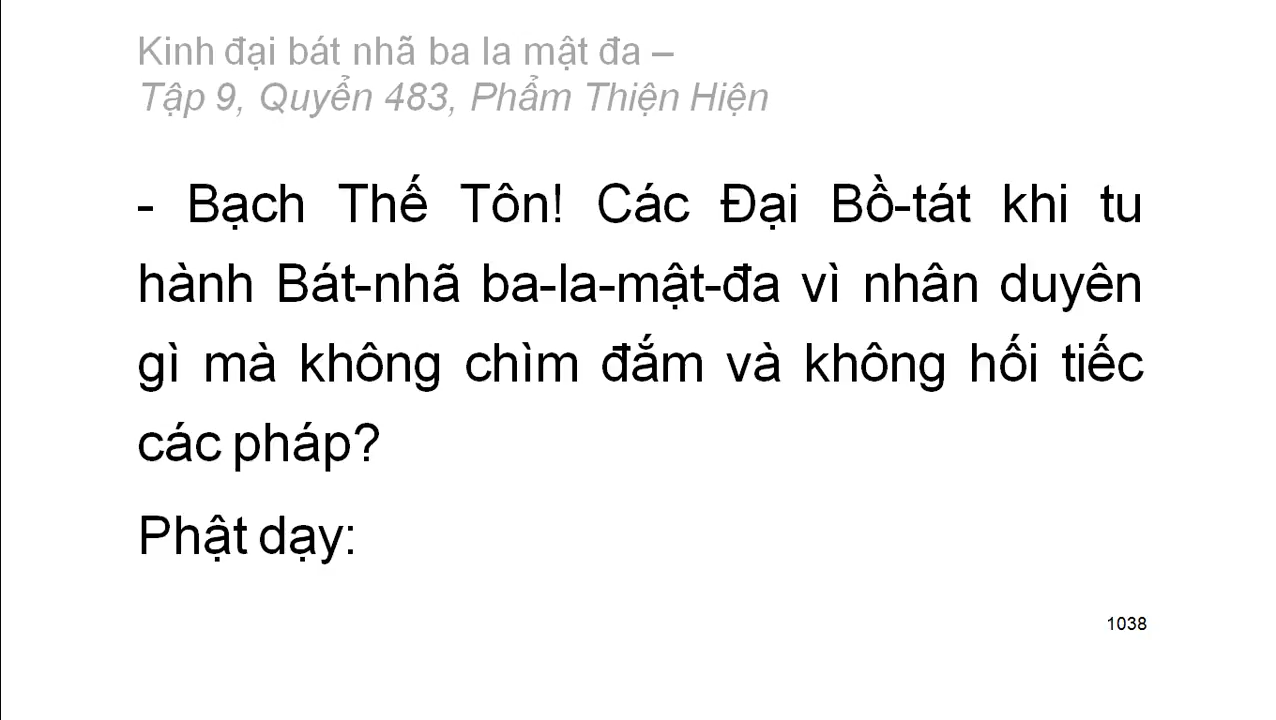 Kinh đại bát nhã ba la mật đa –
Tập 9, Quyển 483, Phẩm Thiện Hiện
- Bạch Thế Tôn! Các Đại Bồ-tát khi tu
hành Bát-nhã ba-la-mật-đa vì nhân duyên
gì mà không chìm đắm và không hối tiếc
các pháp?
Phật dạy:
1038